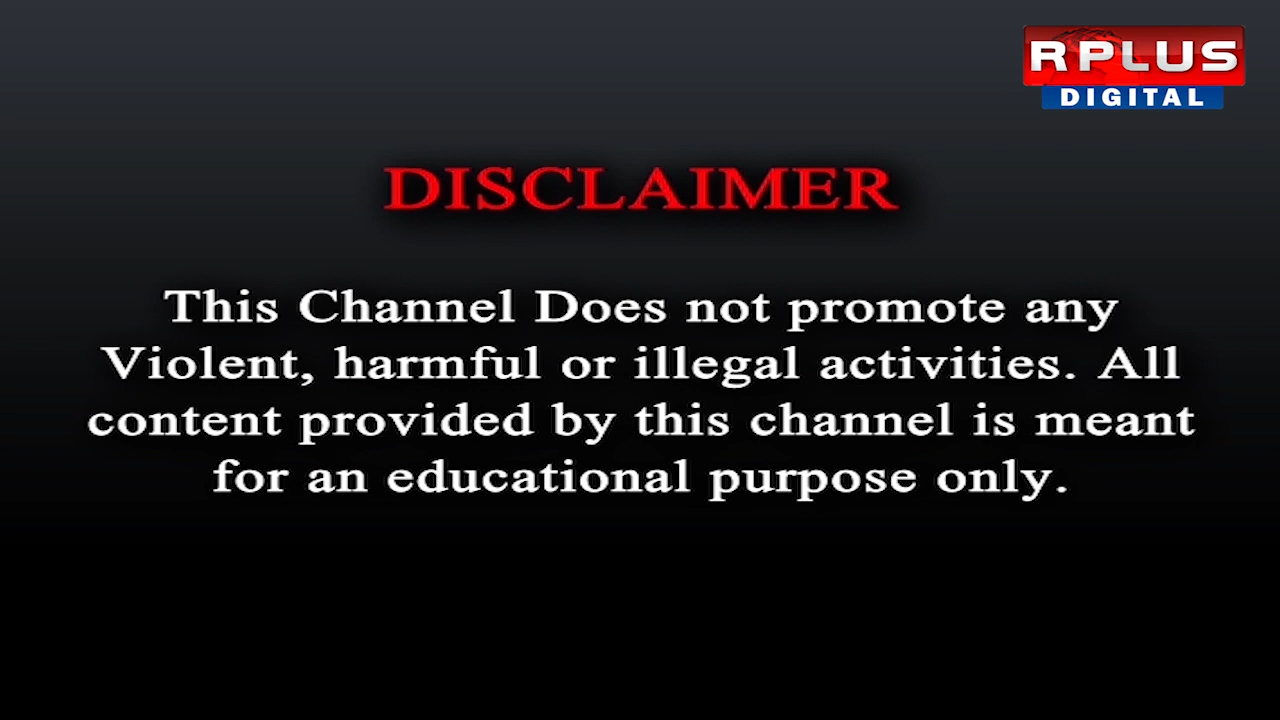 RPLUS
DIGITAL
DISCLAIMER
This Channel Does not promote any
Violent, harmful or illegal activities. All
content provided by this channel is meant
for an educational purpose only.